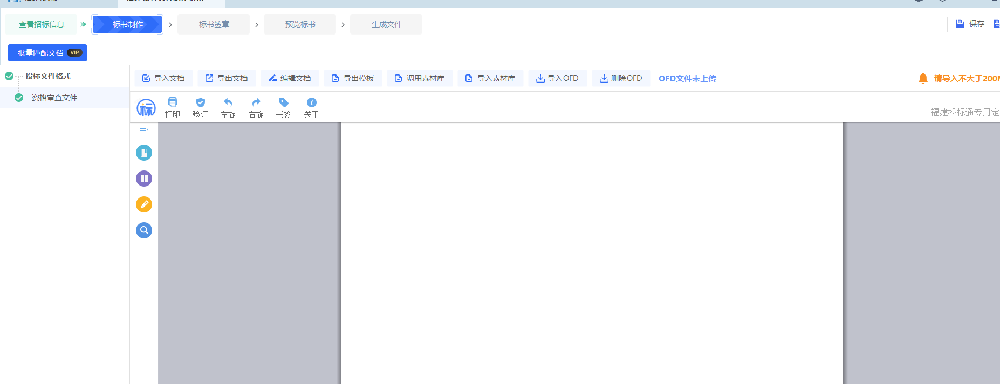 查看招标信息
标书制作
标书签章
预览标书
生成文件
保存
批量匹配文档 VIP
投标文件格式
资格审查文件
导入文档 导出文档 编辑文档 导出模板 调用素材库 导入素材库 导入OFD 删除OFD OFD文件未上传 请导入不大于200M
标 打印 验证 左旋 右旋 书签 关于
福建投标通专用定